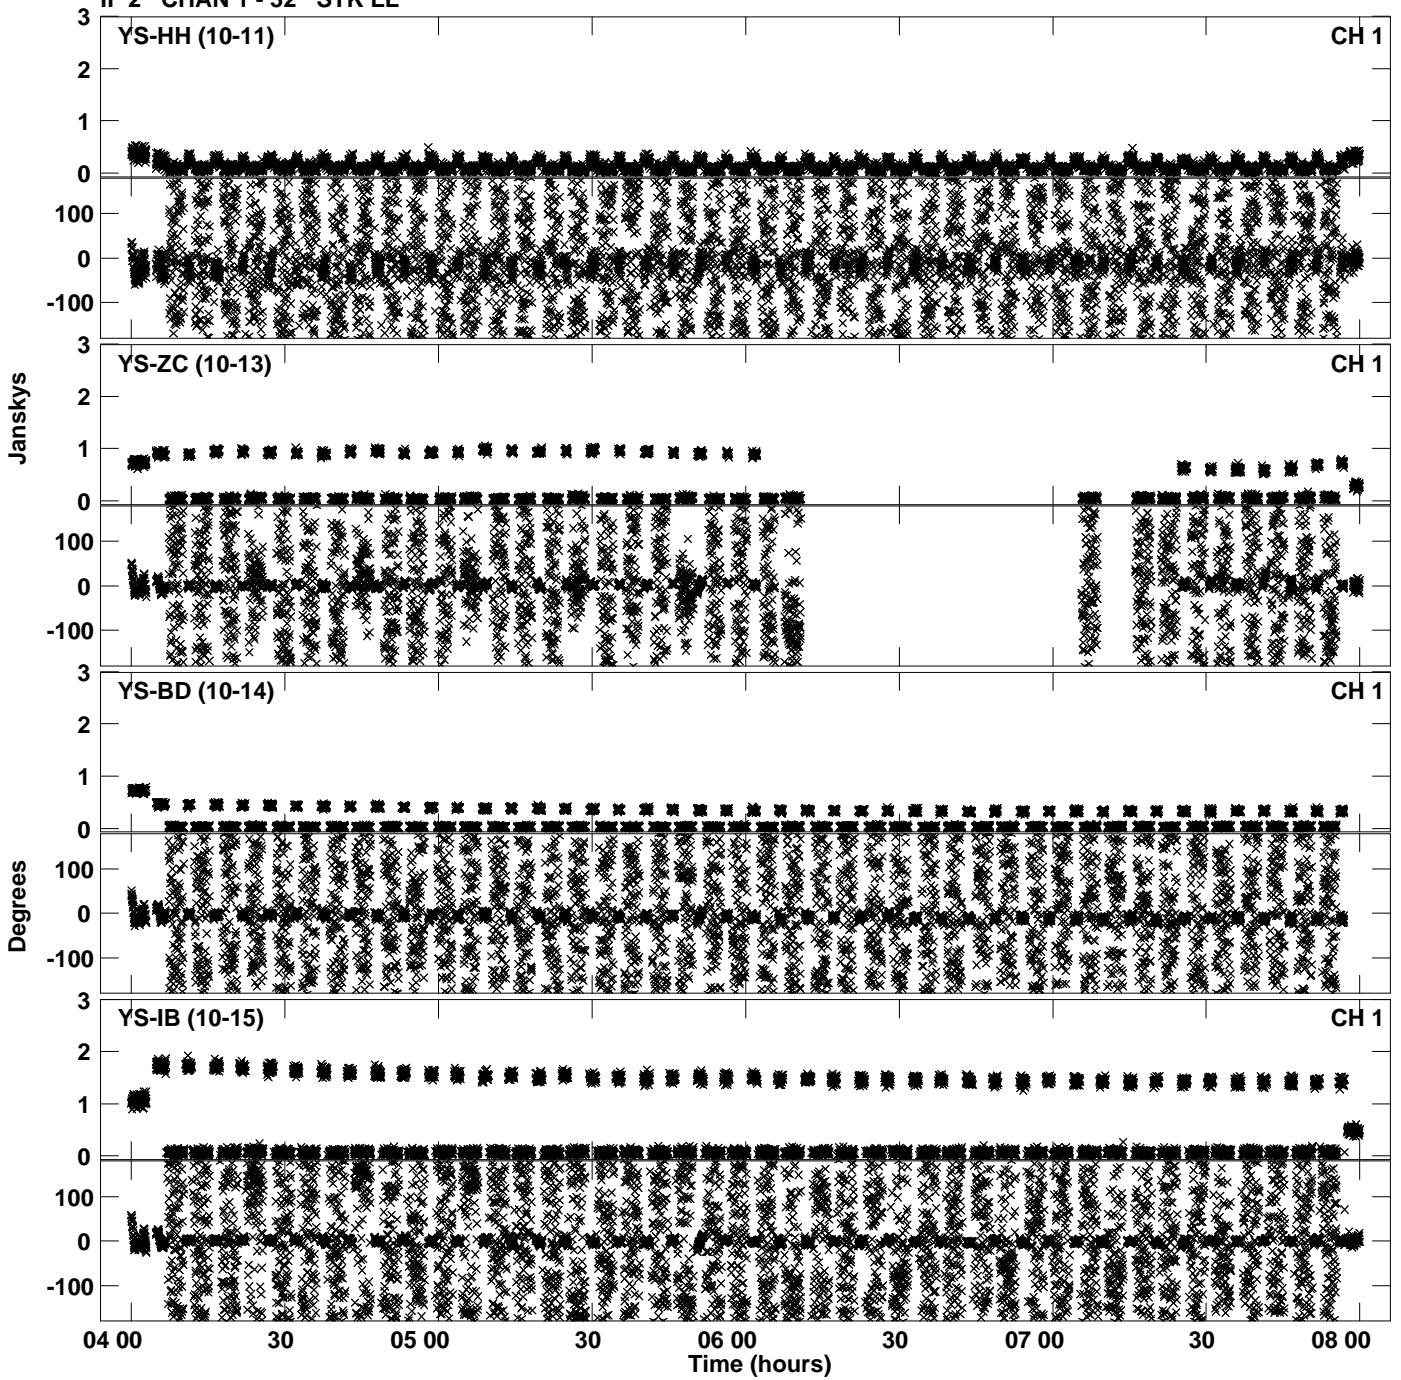 IF 2 CHAN 1 - 32 STK LL
3
YS-HH (10-11)
CH 1
2
1
0
100
0
-100
3
YS-ZC (10-13)
CH 1
2
1
0
100
0
-100
3
YS-BD (10-14)
CH 1
2
1
0
100
0
-100
3
YS-IB (10-15)
CH 1
2
1
0
100
0
-100
Janskys
Degrees
04 00 30 05 00 30 06 00 30 07 00 30 08 00
Time (hours)